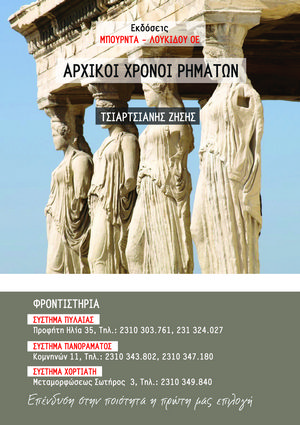 Εκδόσεις
ΜΠΟΥΡΝΤΑ - ΛΟΥΚΙΔΟΥ ΟΕ
ΑΡΧΙΚΟΙ ΧΡΟΝΟΙ ΡΗΜΑΤΩΝ
ΤΣΙΑΡΤΣΙΑΝΗΣ ΖΗΣΗΣ
ΦΡΟΝΤΙΣΤΗΡΙΑ
ΣΥΣΤΗΜΑ ΠΥΛΑΙΑΣ
Προφήτη Ηλία 35, Τηλ.: 2310 303.761, 231 324.027
ΣΥΣΤΗΜΑ ΠΑΝΟΡΑΜΑΤΟΣ
Κομνηνών 11, Τηλ.: 2310 343.802, 2310 347.180
ΣΥΣΤΗΜΑ ΧΟΡΤΙΑΤΗ
Μεταμορφώσεως Σωτήρος 3, Τηλ.: 2310 349.840
Επένδυση στην ποιότητα η πρώτη μας επιλογή